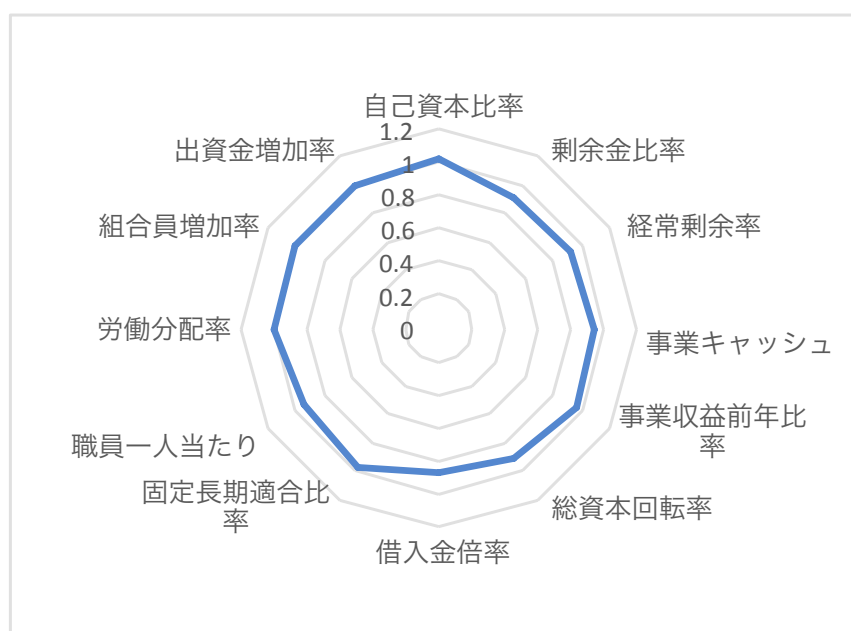 自己資本比率
剰余金比率
経常剰余率
事業キャッシュ
事業収益前年比
率
総資本回転率
借入金倍率
固定長期適合比
率
職員一人当たり
労働分配率
組合員増加率
出資金増加率
1.2
1
0.8
0.6
0.4
0.2
0